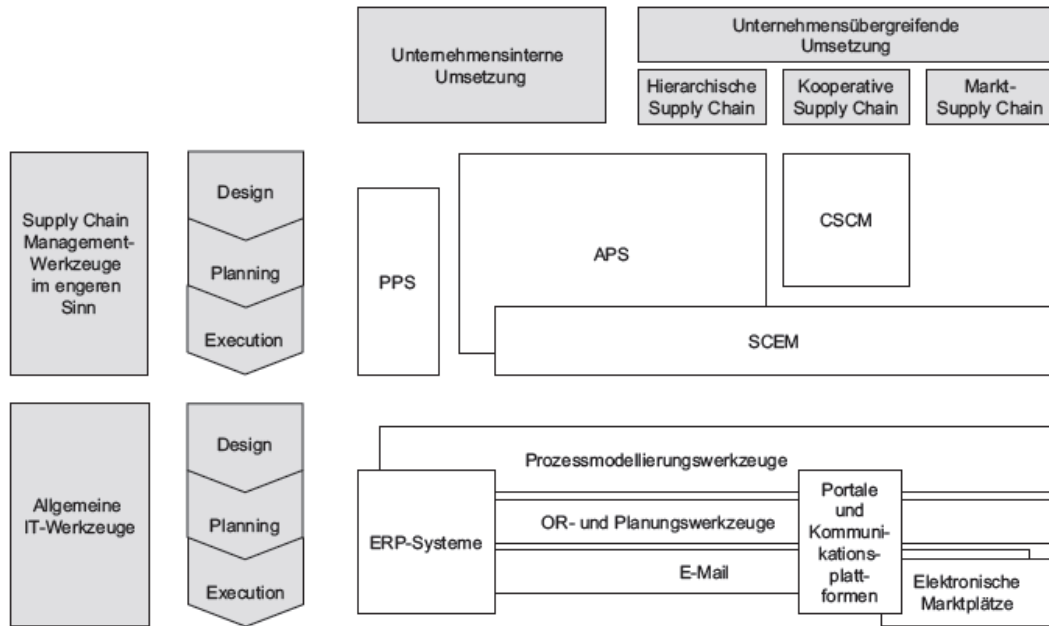 Unternehmensinterne
Umsetzung
Unternehmensübergreifende
Umsetzung
Hierarchische
Supply Chain
Kooperative
Supply Chain
Markt-
Supply Chain
Supply Chain
Management-
Werkzeuge
im engeren
Sinn
Design
Planning
Execution
PPS
APS
CSCM
SCEM
Allgemeine
IT-Werkzeuge
Design
Planning
Execution
Prozessmodellierungswerkzeuge
ERP-Systeme
OR- und Planungswerkzeuge
E-Mail
Portale
und
Kommuni-
kations-
platt-
formen
Elektronische
Marktplätze